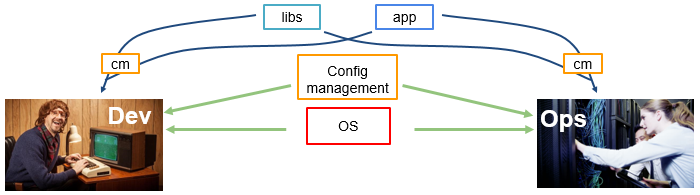 libs
app
cm
cm
Config
management
Dev
Ops
OS